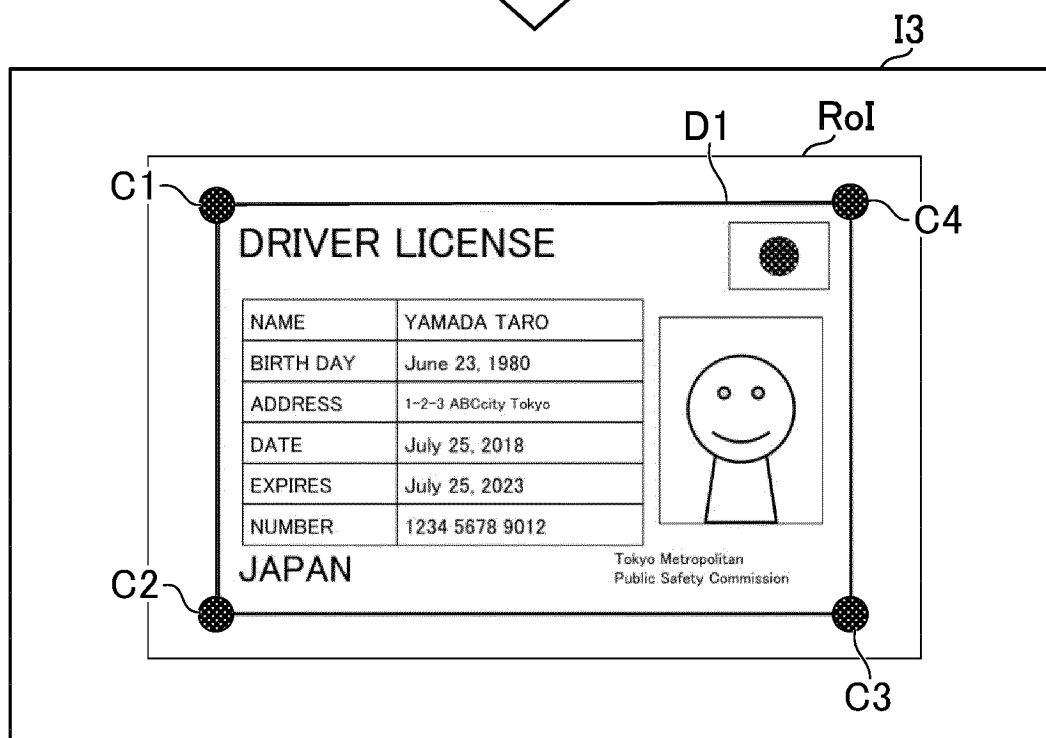 I3
RoI
D1
C1
C4
DRIVER LICENSE
NAME YAMADA TARO
BIRTH DAY June 23, 1980
ADDRESS 1-2-3 ABCcity Tokyo
DATE July 25, 2018
EXPIRES July 25, 2023
NUMBER 1234 5678 9012
JAPAN
Tokyo Metropolitan
Public Safety Commission
C2
C3